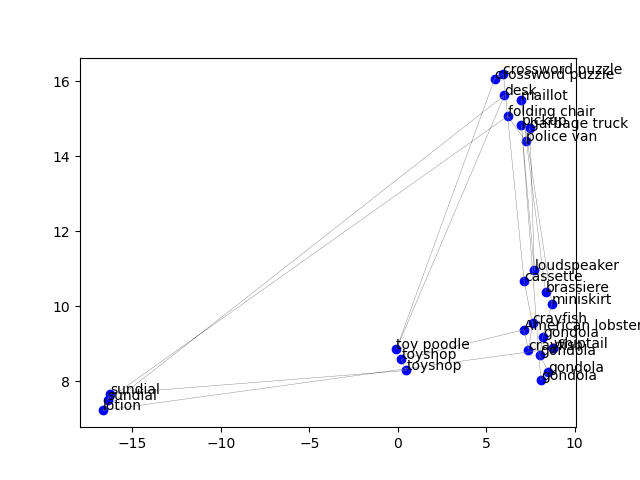 crossword puzzle
crossword puzzle
desk
maillot
folding chair
pickup
garbage truck
police van
loudspeaker
cassette
brassiere
miniskirt
crayfish
American lobster
gondola
whiptail
crayfish
gondola
toy poodle
toyshop
toyshop
gondola
gondola
sundial
sundial
lotion
16
14
12
10
8
−15
−10
−5
0
5
10